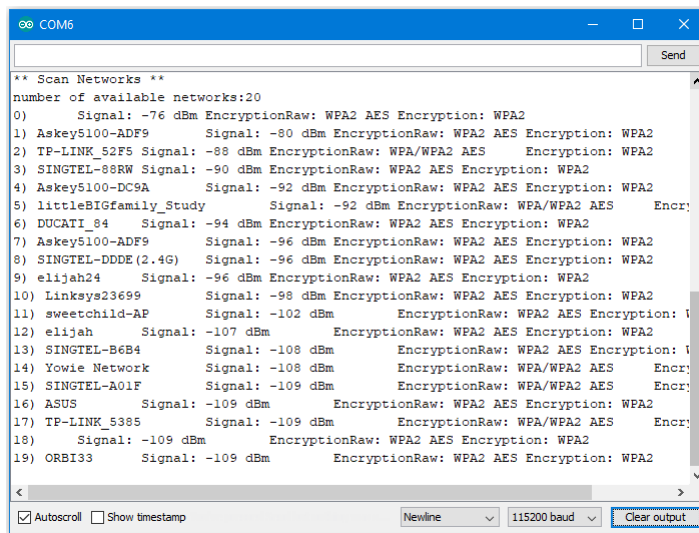 COM6
Send
** Scan Networks **
number of available networks:20
0) Signal: -76 dBm EncryptionRaw: WPA2 AES Encryption: WPA2
1) Askey5100-ADF9 Signal: -80 dBm EncryptionRaw: WPA2 AES Encryption: WPA2
2) TP-LINK_52F5 Signal: -88 dBm EncryptionRaw: WPA/WPA2 AES Encryption: WPA2
3) SINGTEL-88RW Signal: -90 dBm EncryptionRaw: WPA2 AES Encryption: WPA2
4) Askey5100-DC9A Signal: -92 dBm EncryptionRaw: WPA2 AES Encryption: WPA2
5) littleBIGfamily_Study Signal: -92 dBm EncryptionRaw: WPA/WPA2 AES Encry
6) DUCATI_84 Signal: -94 dBm EncryptionRaw: WPA2 AES Encryption: WPA2
7) Askey5100-ADF9 Signal: -96 dBm EncryptionRaw: WPA2 AES Encryption: WPA2
8) SINGTEL-DDDE(2.4G) Signal: -96 dBm EncryptionRaw: WPA2 AES Encryption: WPA2
9) elijah24 Signal: -96 dBm EncryptionRaw: WPA2 AES Encryption: WPA2
10) Linksys23699 Signal: -98 dBm EncryptionRaw: WPA2 AES Encryption: WPA2
11) sweetchild-AP Signal: -102 dBm EncryptionRaw: WPA2 AES Encryption:
12) elijah Signal: -107 dBm EncryptionRaw: WPA2 AES Encryption: WPA2
13) SINGTEL-B6B4 Signal: -108 dBm EncryptionRaw: WPA2 AES Encryption:
14) Yowie Network Signal: -108 dBm EncryptionRaw: WPA/WPA2 AES Encry
15) SINGTEL-A01F Signal: -109 dBm EncryptionRaw: WPA/WPA2 AES Encry
16) ASUS Signal: -109 dBm EncryptionRaw: WPA2 AES Encryption: WPA2
17) TP-LINK_5385 Signal: -109 dBm EncryptionRaw: WPA/WPA2 AES Encry
18) Signal: -109 dBm EncryptionRaw: WPA2 AES Encryption: WPA2
19) ORBI33 Signal: -109 dBm EncryptionRaw: WPA2 AES Encryption: WPA2
Autoscroll Show timestamp Newline 115200 baud Clear output